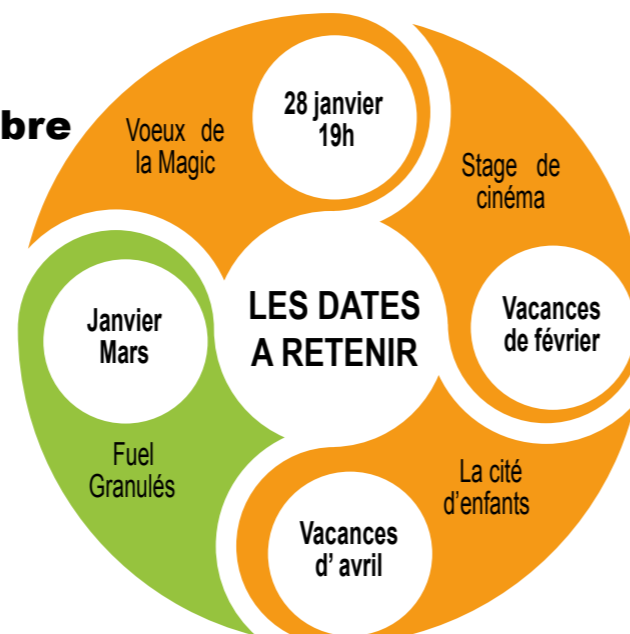 bre
Voeux de
la Magic
28 janvier
19h
Stage de
cinéma
Vacances
de février
LES DATES
A RETENIR
Janvier
Mars
Fuel
Granulés
La cité
d'enfants
Vacances
d' avril